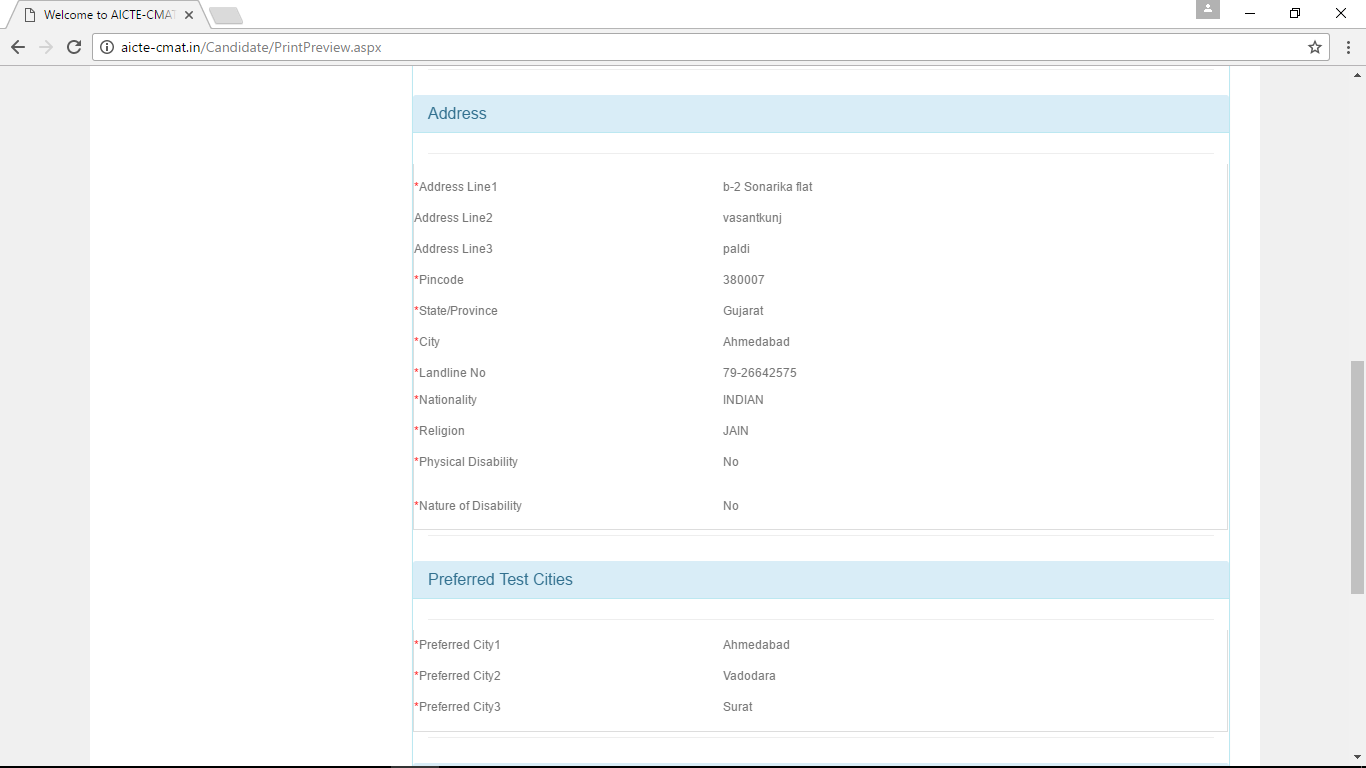 Welcome to AICTE-CMAT
aicte-cmat.in/Candidate/PrintPreview.aspx
Address
*Address Line1 b-2 Sonarika flat
Address Line2 vasantkunj
Address Line3 paldi
*Pincode 380007
*State/Province Gujarat
*City Ahmedabad
*Landline No 79-26642575
*Nationality INDIAN
*Religion JAIN
*Physical Disability No
*Nature of Disability No
Preferred Test Cities
*Preferred City1 Ahmedabad
*Preferred City2 Vadodara
*Preferred City3 Surat